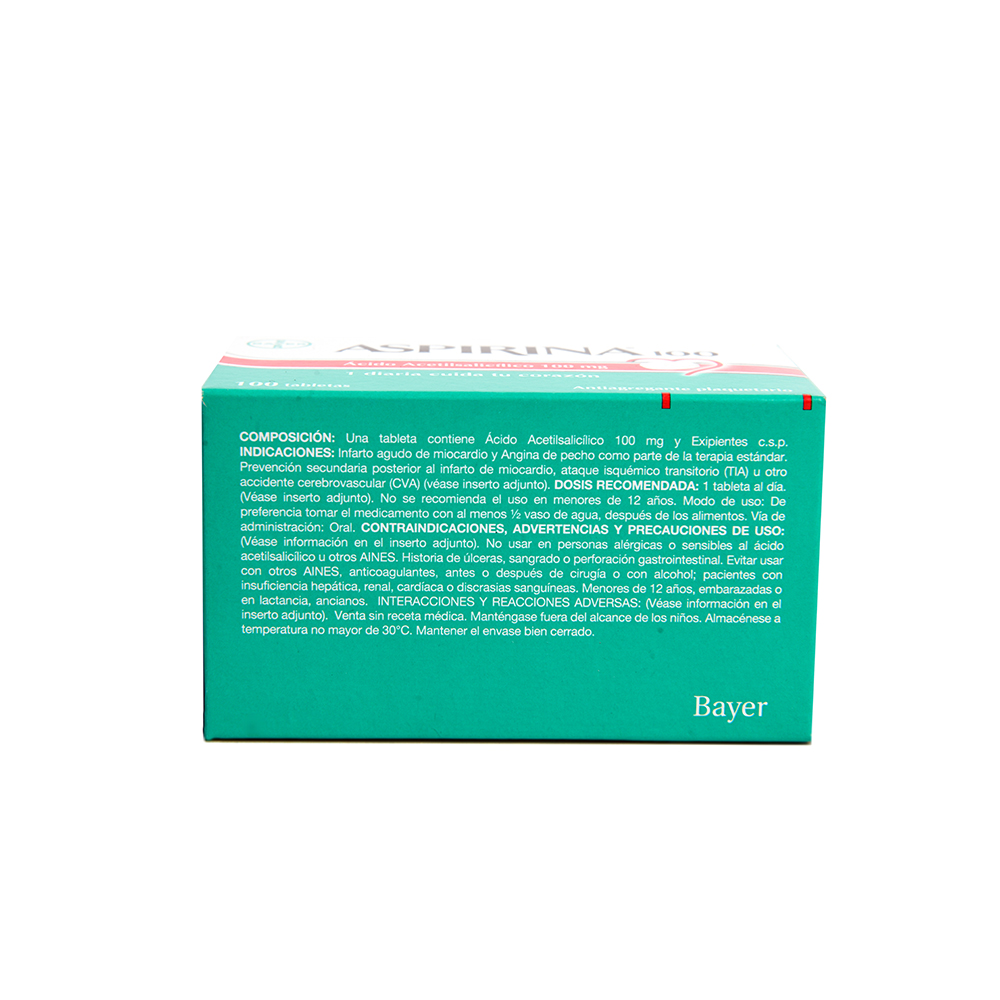 ASPIRINA 100
Ácido Acetilsalicílico 100 mg
1 diaria cuida tu corazón
100 tabletas
Antiagregante plaquetario
COMPOSICIÓN: Una tableta contiene Ácido Acetilsalicílico 100 mg y Exipientes c.s.p.
INDICACIONES: Infarto agudo de miocardio y Angina de pecho como parte de la terapia estándar.
Prevención secundaria posterior al infarto de miocardio, ataque isquémico transitorio (TIA) u otro
accidente cerebrovascular (CVA) (véase inserto adjunto). DOSIS RECOMENDADA: 1 tableta al día.
(Véase inserto adjunto). No se recomienda el uso en menores de 12 años. Modo de uso: De
preferencia tomar el medicamento con al menos ½ vaso de agua, después de los alimentos. Vía de
administración: Oral. CONTRAINDICACIONES, ADVERTENCIAS Y PRECAUCIONES DE USO:
(Véase información en el inserto adjunto). No usar en personas alérgicas o sensibles al ácido
acetilsalicílico u otros AINES. Historia de úlceras, sangrado o perforación gastrointestinal. Evitar usar
con otros AINES, anticoagulantes, antes o después de cirugía o con alcohol; pacientes con
insuficiencia hepática, renal, cardíaca o discrasias sanguíneas. Menores de 12 años, embarazadas o
en lactancia, ancianos. INTERACCIONES Y REACCIONES ADVERSAS: (Véase información en el
inserto adjunto). Venta sin receta médica. Manténgase fuera del alcance de los niños. Almacénese a
temperatura no mayor de 30°C. Mantener el envase bien cerrado.
Bayer